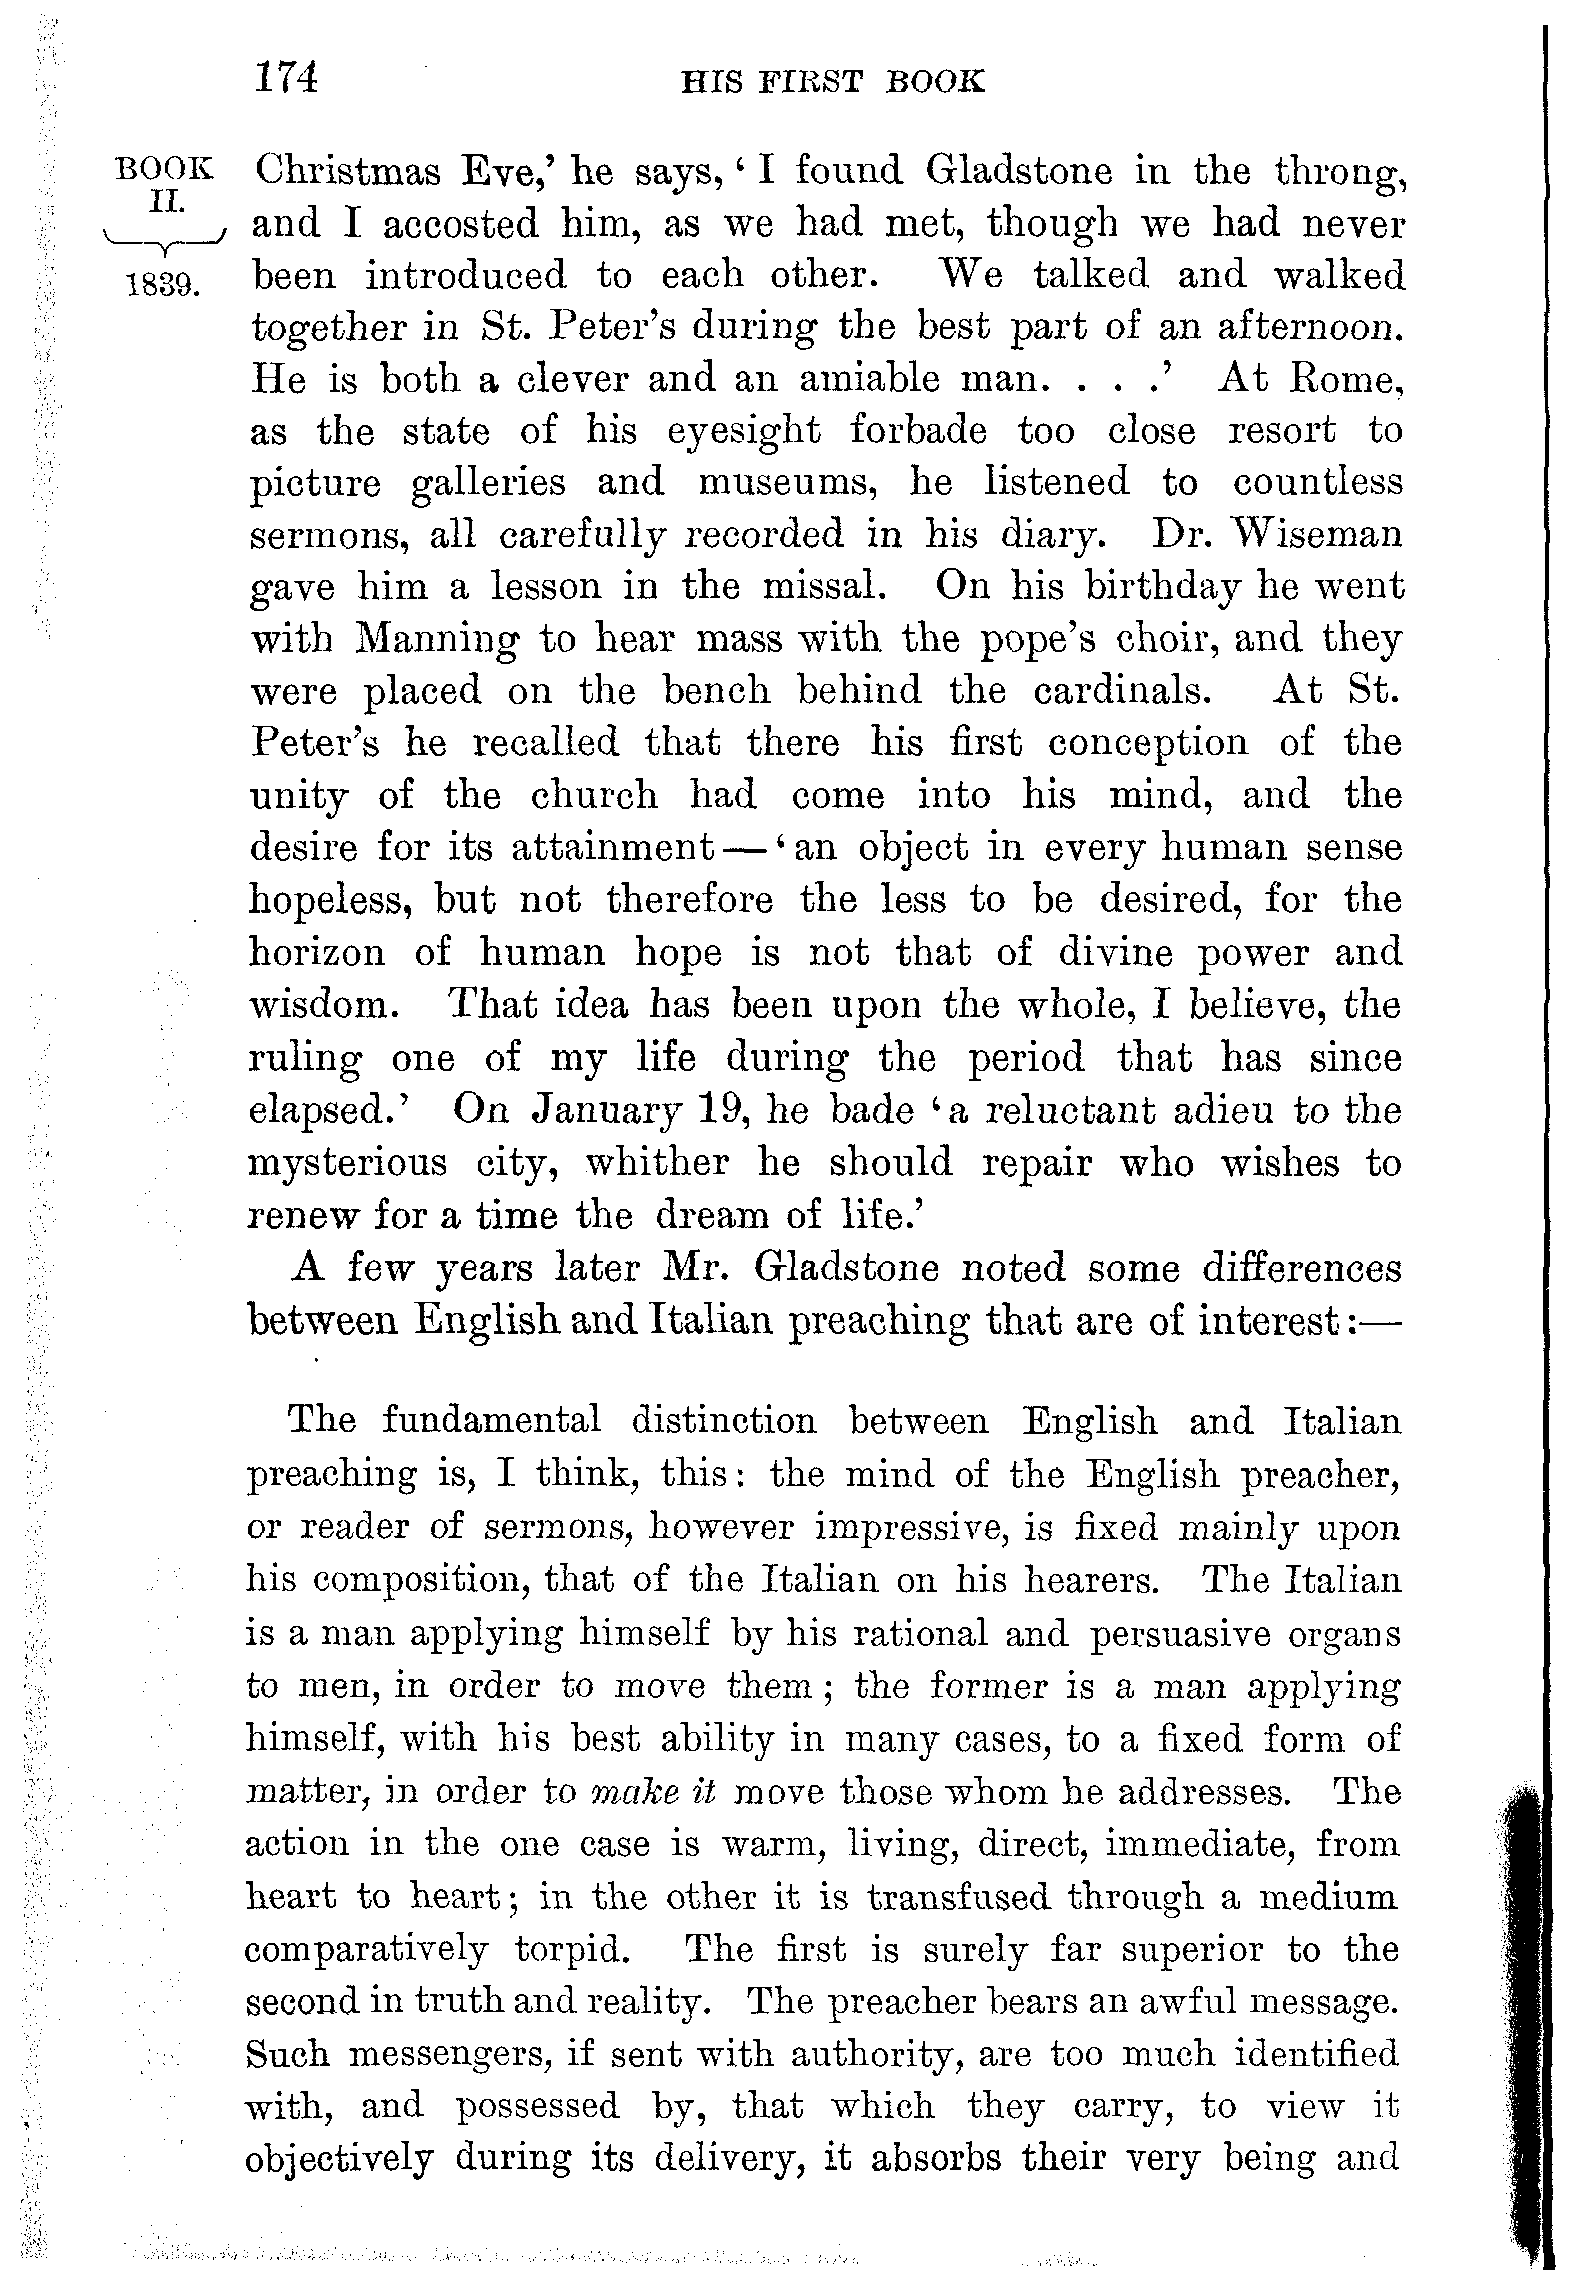 174 HIS FIRST BOOK
BOOK
II.
1839.
Christmas Eve,’ he says, ‘ I found Gladstone in the throng,
and I accosted him, as we had met, though we had never
been introduced to each other. We talked and walked
together in St. Peter’s during the best part of an afternoon.
He is both a clever and an amiable man. . . .’ At Rome,
as the state of his eyesight forbade too close resort to
picture galleries and museums, he listened to countless
sermons, all carefully recorded in his diary. Dr. Wiseman
gave him a lesson in the missal. On his birthday he went
with Manning to hear mass with the pope’s choir, and they
were placed on the bench behind the cardinals. At St.
Peter’s he recalled that there his first conception of the
unity of the church had come into his mind, and the
desire for its attainment—‘an object in every human sense
hopeless, but not therefore the less to be desired, for the
horizon of human hope is not that of divine power and
wisdom. That idea has been upon the whole, I believe, the
ruling one of my life during the period that has since
elapsed.’ On January 19, he bade ‘a reluctant adieu to the
mysterious city, whither he should repair who wishes to
renew for a time the dream of life.’
A few years later Mr. Gladstone noted some differences
between English and Italian preaching that are of interest:—
The fundamental distinction between English and Italian
preaching is, I think, this: the mind of the English preacher,
or reader of sermons, however impressive, is fixed mainly upon
his composition, that of the Italian on his hearers. The Italian
is a man applying himself by his rational and persuasive organs
to men, in order to move them; the former is a man applying
himself, with his best ability in many cases, to a fixed form of
matter, in order to make it move those whom he addresses. The
action in the one case is warm, living, direct, immediate, from
heart to heart; in the other it is transfused through a medium
comparatively torpid. The first is surely far superior to the
second in truth and reality. The preacher bears an awful message.
Such messengers, if sent with authority, are too much identified
with, and possessed by, that which they carry, to view it
objectively during its delivery, it absorbs their very being and